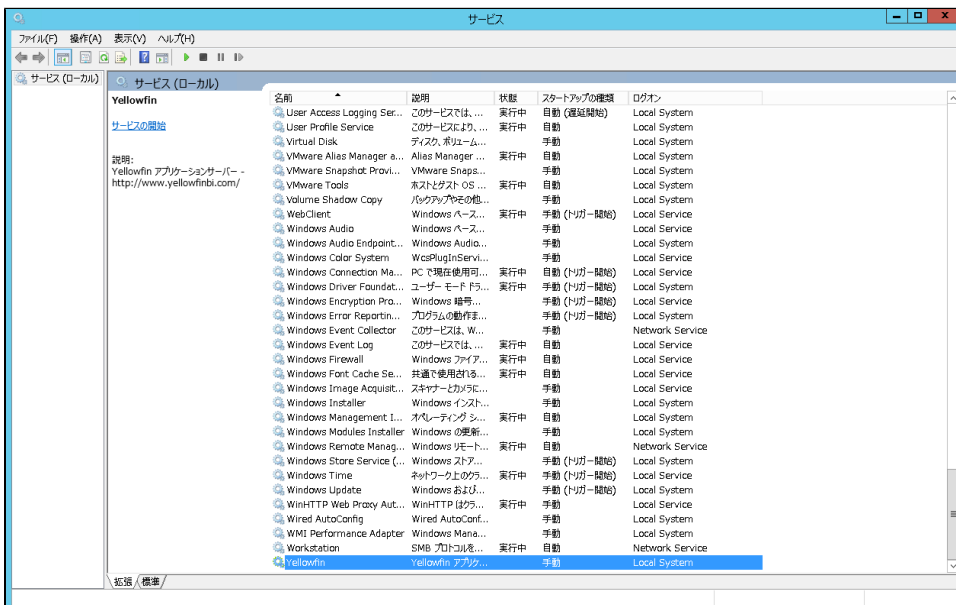 サービス
ファイル(F) 操作(A) 表示(V) ヘルプ(H)
サービス (ローカル)
サービス (ローカル)
Yellowfin
サービスの開始
説明:
Yellowfin アプリケーションサーバー -
http://www.yellowfinbi.com/
名前 説明 状態 スタートアップの種類 ログオン
User Access Logging Ser... このサービスでは、... 実行中 自動 (遅延開始) Local System
User Profile Service このサービスにより、... 実行中 自動 Local System
Virtual Disk ディスク、ボリューム... 手動 Local System
VMware Alias Manager a... Alias Manager ... 実行中 自動 Local System
VMware Snapshot Provi... VMware Snaps... 手動 Local System
VMware Tools ホストとゲスト OS ... 実行中 自動 Local System
Volume Shadow Copy バックアップやその他... 手動 Local System
WebClient Windows ベース... 実行中 手動 (トリガー開始) Local Service
Windows Audio Windows ベース... 手動 Local Service
Windows Audio Endpoint... Windows Audio... 手動 Local System
Windows Color System WcsPlugInServi... 手動 Local Service
Windows Connection Ma... PC で現在使用可... 実行中 自動 (トリガー開始) Local Service
Windows Driver Foundat... ユーザー モード ドラ... 実行中 手動 (トリガー開始) Local System
Windows Encryption Pro... Windows 暗号... 手動 (トリガー開始) Local Service
Windows Error Reportin... プログラムの動作ま... 手動 (トリガー開始) Local System
Windows Event Collector このサービスは、W... 手動 Network Service
Windows Event Log このサービスでは、... 実行中 自動 Local Service
Windows Firewall Windows ファイア... 実行中 自動 Local Service
Windows Font Cache Se... 共通で使用される... 実行中 自動 Local Service
Windows Image Acquisit... スキャナーとカメラに... 手動 Local Service
Windows Installer Windows インスト... 手動 Local System
Windows Management I... オペレーティング シ... 実行中 自動 Local System
Windows Modules Installer Windows の更新... 手動 Local System
Windows Remote Manag... Windows リモート... 実行中 自動 Network Service
Windows Store Service (... Windows ストア... 手動 (トリガー開始) Local System
Windows Time ネットワーク上のクラ... 実行中 手動 (トリガー開始) Local Service
Windows Update Windows および... 手動 (トリガー開始) Local System
WinHTTP Web Proxy Aut... WinHTTP はクラ... 実行中 手動 Local Service
Wired AutoConfig Wired AutoConf... 手動 Local System
WMI Performance Adapter Windows Mana... 手動 Local System
Workstation SMB プロトコルを... 実行中 自動 Network Service
Yellowfin Yellowfin アプリケ... 手動 Local System
拡張 標準